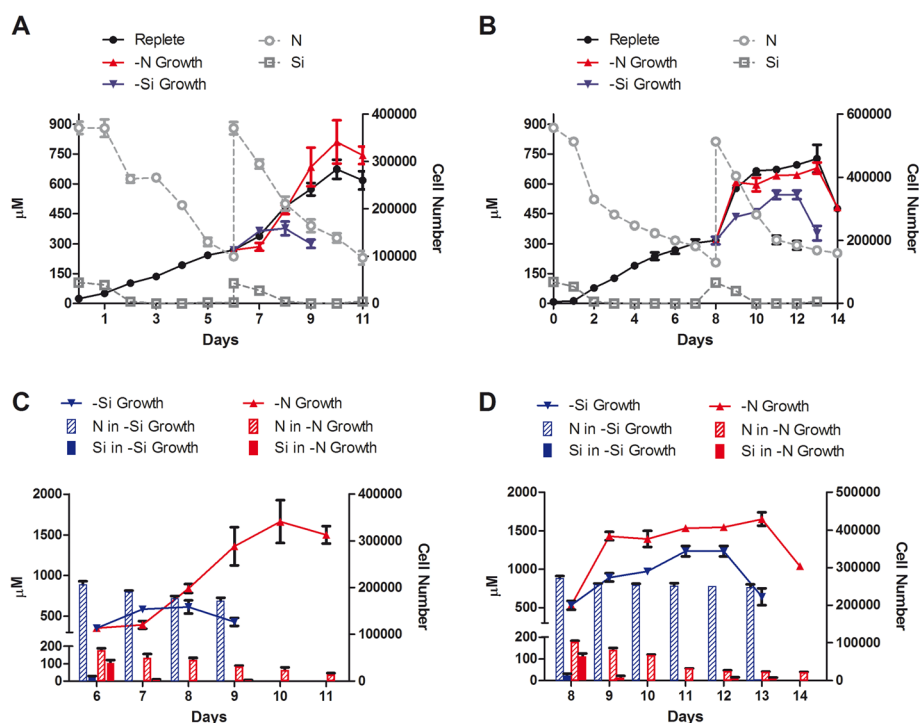 A
Replete
N
-N Growth
Si
-Si Growth
900
750
600
450
300
150
0
μM
400000
300000
200000
100000
0
Cell Number
1 3 5 7 9 11
Days
B
Replete
N
-N Growth
Si
-Si Growth
900
750
600
450
300
150
0
μM
600000
400000
200000
0
Cell Number
0 2 4 6 8 10 12 14
Days
C
-Si Growth
-N Growth
N in -Si Growth
N in -N Growth
Si in -Si Growth
Si in -N Growth
2000
1500
1000
500
200
100
0
μM
400000
300000
200000
100000
0
Cell Number
6 7 8 9 10 11
Days
D
-Si Growth
-N Growth
N in -Si Growth
N in -N Growth
Si in -Si Growth
Si in -N Growth
2000
1500
1000
500
200
100
0
μM
500000
400000
300000
200000
100000
0
Cell Number
8 9 10 11 12 13 14
Days